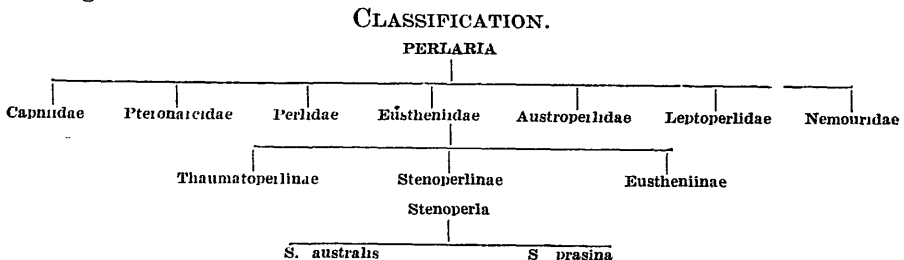 CLASSIFICATION.
PERLARIA
Capniidae Pteronarcidae Perlidae Eustheniidae Austroperlidae Leptoperlidae Nemouridae
Thaumatoperlinae Stenoperlinae Eustheniinae
Stenoperla
S. australis S prasina